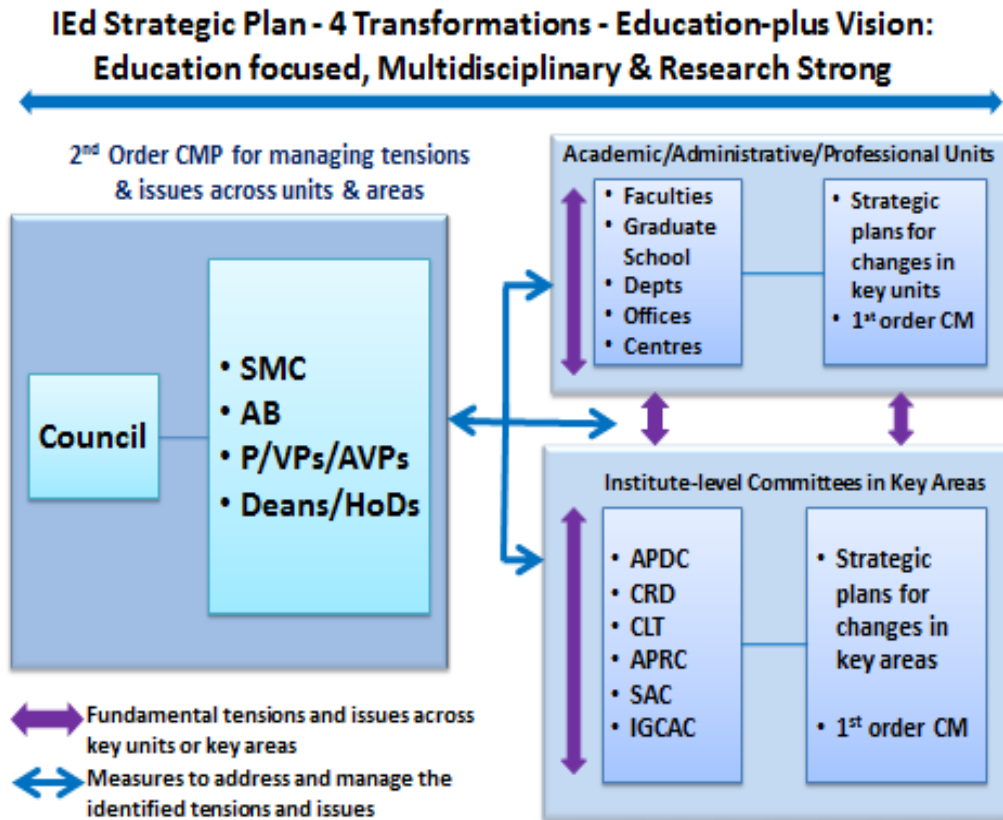 IEd Strategic Plan - 4 Transformations - Education-plus Vision:
Education focused, Multidisciplinary & Research Strong
2nd Order CMP for managing tensions
& issues across units & areas
Council
• SMC
• AB
• P/VPs/AVPs
• Deans/HoDs
Academic/Administrative/Professional Units
• Faculties
• Graduate
School
• Depts
• Offices
• Centres
• Strategic
plans for
changes in
key units
• 1st order CM
Institute-level Committees in Key Areas
• APDC
• CRD
• CLT
• APRC
• SAC
• IGCAC
• Strategic
plans for
changes in
key areas
• 1st order CM
Fundamental tensions and issues across
key units or key areas
Measures to address and manage the
identified tensions and issues